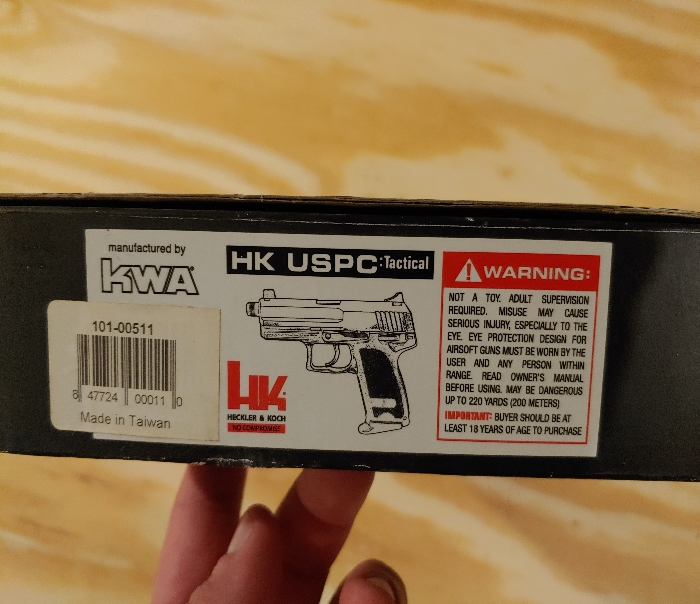 manufactured by
KWA
HK USPC:Tactical
101-00511
8 47724 00011 0
Made in Taiwan
HK
HECKLER & KOCH
NO COMPROMISE
WARNING:
NOT A TOY. ADULT SUPERVISION
REQUIRED. MISUSE MAY CAUSE
SERIOUS INJURY, ESPECIALLY TO THE
EYE. EYE PROTECTION DESIGN FOR
AIRSOFT GUNS MUST BE WORN BY THE
USER AND ANY PERSON WITHIN
RANGE. READ OWNER'S MANUAL
BEFORE USING. MAY BE DANGEROUS
UP TO 220 YARDS (200 METERS)
IMPORTANT: BUYER SHOULD BE AT
LEAST 18 YEARS OF AGE TO PURCHASE